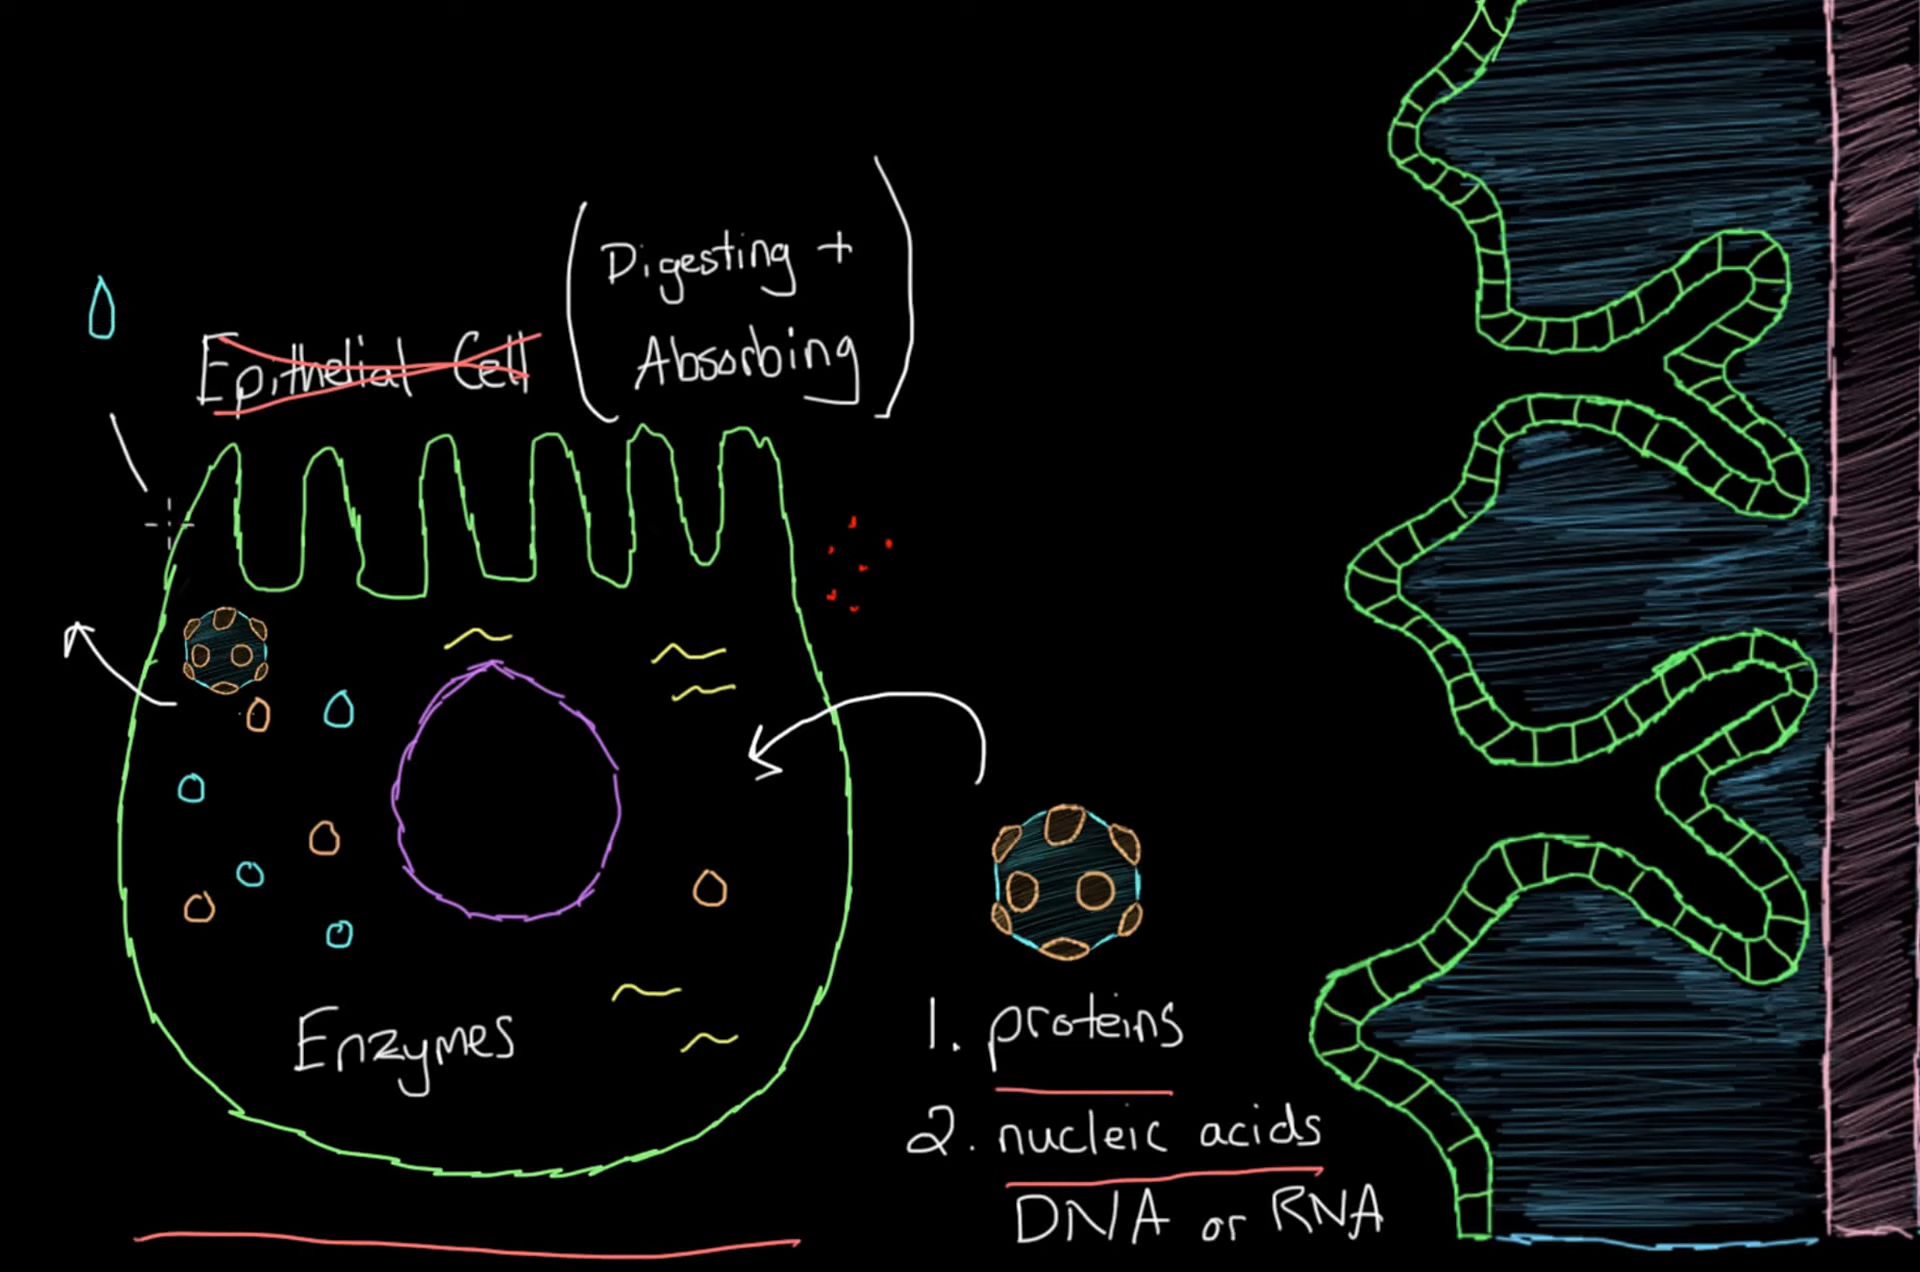 Digesting +
Absorbing
Epithelial Cell
Enzymes
1. proteins
2. nucleic acids
DNA or RNA